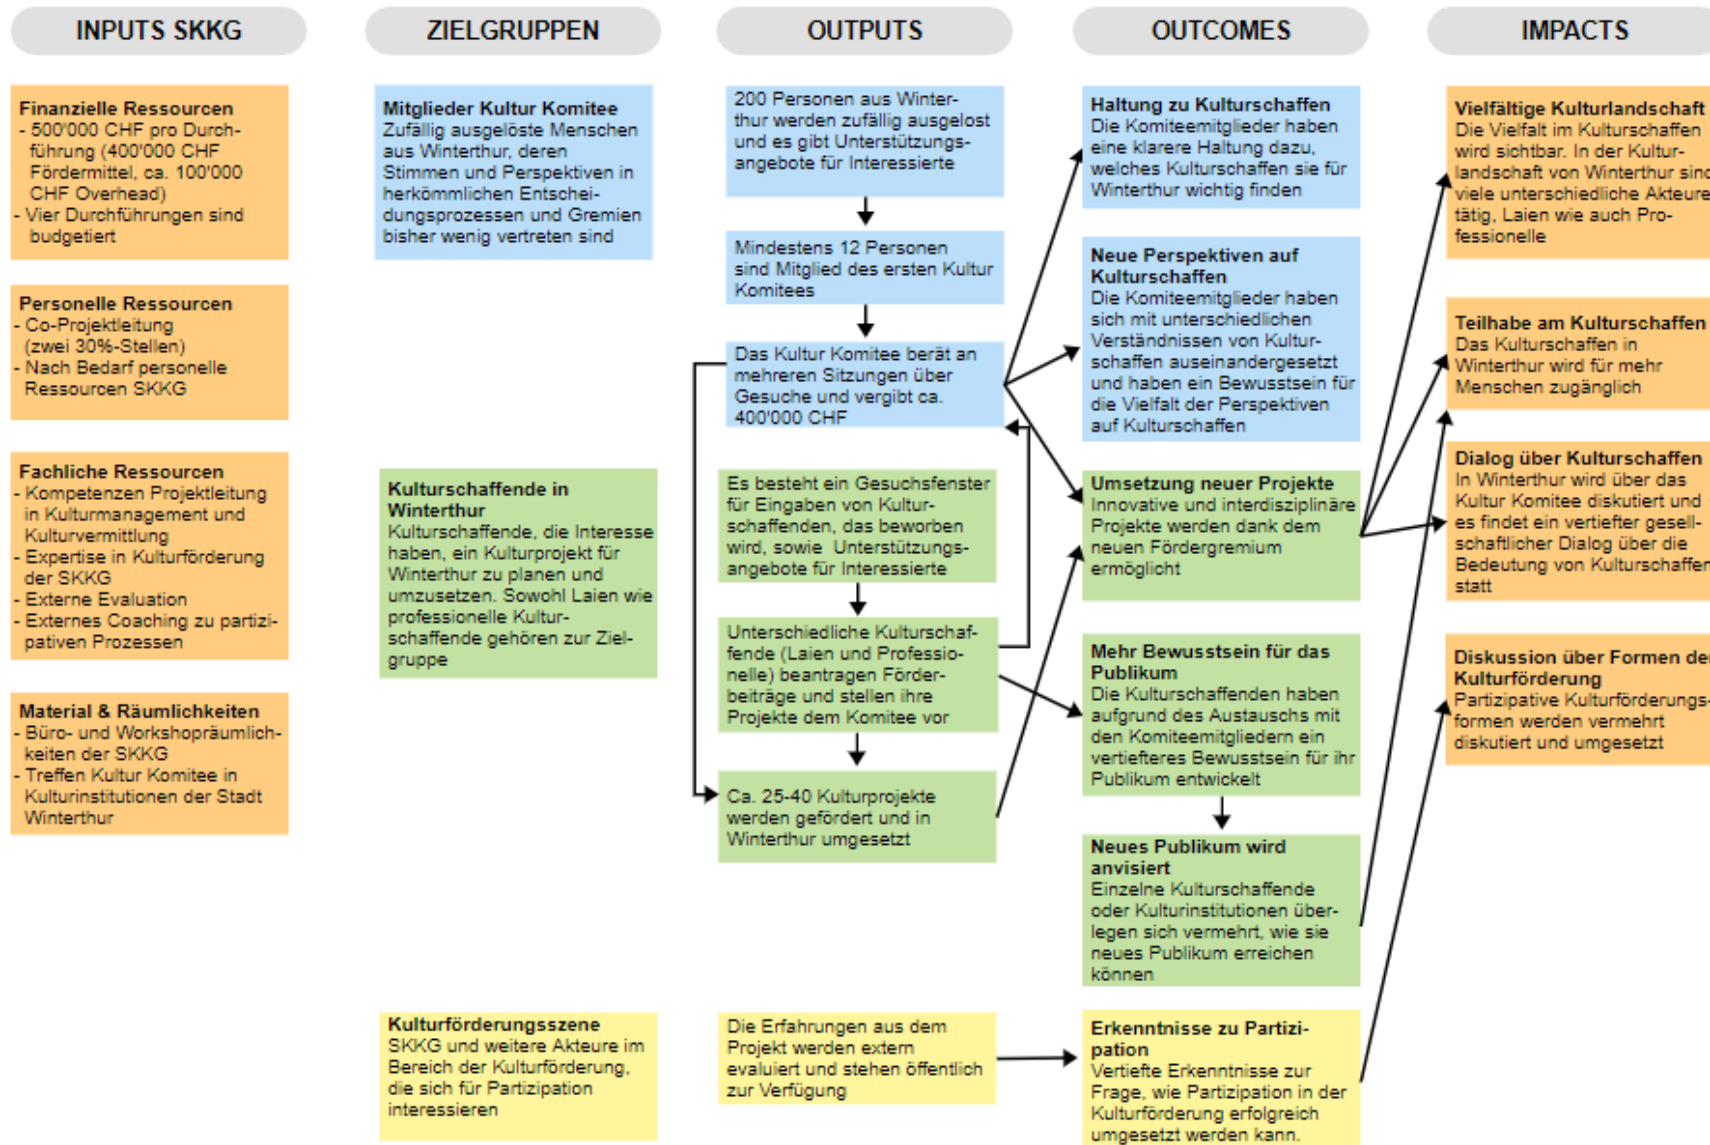 INPUTS SKKG
Finanzielle Ressourcen
- 500'000 CHF pro Durch-
führung (400'000 CHF
Fördermittel, ca. 100'000
CHF Overhead)
- Vier Durchführungen sind
budgetiert
Personelle Ressourcen
- Co-Projektleitung
(zwei 30%-Stellen)
- Nach Bedarf personelle
Ressourcen SKKG
Fachliche Ressourcen
- Kompetenzen Projektleitung
in Kulturmanagement und
Kulturvermittlung
- Expertise in Kulturförderung
der SKKG
- Externe Evaluation
- Externes Coaching zu partizi-
pativen Prozessen
Material & Räumlichkeiten
- Büro- und Workshopräumlich-
keiten der SKKG
- Treffen Kultur Komitee in
Kulturinstitutionen der Stadt
Winterthur
ZIELGRUPPEN
Mitglieder Kultur Komitee
Zufällig ausgelöste Menschen
aus Winterthur, deren
Stimmen und Perspektiven in
herkömmlichen Entschei-
dungsprozessen und Gremien
bisher wenig vertreten sind
Kulturschaffende in
Winterthur
Kulturschaffende, die Interesse
haben, ein Kulturprojekt für
Winterthur zu planen und
umzusetzen. Sowohl Laien wie
professionelle Kultur-
schaffende gehören zur Ziel-
gruppe
Kulturförderungsszene
SKKG und weitere Akteure im
Bereich der Kulturförderung,
die sich für Partizipation
interessieren
OUTPUTS
200 Personen aus Winter-
thur werden zufällig ausgelost
und es gibt Unterstützungs-
angebote für Interessierte
Mindestens 12 Personen
sind Mitglied des ersten Kultur
Komitees
Das Kultur Komitee berät an
mehreren Sitzungen über
Gesuche und vergibt ca.
400'000 CHF
Es besteht ein Gesuchsfenster
für Eingaben von Kultur-
schaffenden, das beworben
wird, sowie Unterstützungs-
angebote für Interessierte
Unterschiedliche Kulturschaf-
fende (Laien und Professio-
nelle) beantragen Förder-
beiträge und stellen ihre
Projekte dem Komitee vor
Ca. 25-40 Kulturprojekte
werden gefördert und in
Winterthur umgesetzt
Die Erfahrungen aus dem
Projekt werden extern
evaluiert und stehen öffentlich
zur Verfügung
OUTCOMES
Haltung zu Kulturschaffen
Die Komiteemitglieder haben
eine klarere Haltung dazu,
welches Kulturschaffen sie für
Winterthur wichtig finden
Neue Perspektiven auf
Kulturschaffen
Die Komiteemitglieder haben
sich mit unterschiedlichen
Verständnissen von Kultur-
schaffen auseinandergesetzt
und haben ein Bewusstsein für
die Vielfalt der Perspektiven
auf Kulturschaffen
Umsetzung neuer Projekte
Innovative und interdisziplinäre
Projekte werden dank dem
neuen Fördergremium
ermöglicht
Mehr Bewusstsein für das
Publikum
Die Kulturschaffenden haben
aufgrund des Austauschs mit
den Komiteemitgliedern ein
vertiefteres Bewusstsein für ihr
Publikum entwickelt
Neues Publikum wird
anvisiert
Einzelne Kulturschaffende
oder Kulturinstitutionen über-
legen sich vermehrt, wie sie
neues Publikum erreichen
können
Erkenntnisse zu Partizi-
pation
Vertiefte Erkenntnisse zur
Frage, wie Partizipation in der
Kulturförderung erfolgreich
umgesetzt werden kann.
IMPACTS
Vielfältige Kulturlandschaft
Die Vielfalt im Kulturschaffen
wird sichtbar. In der Kultur-
landschaft von Winterthur sind
viele unterschiedliche Akteure
tätig, Laien wie auch Pro-
fessionelle
Teilhabe am Kulturschaffen
Das Kulturschaffen in
Winterthur wird für mehr
Menschen zugänglich
Dialog über Kulturschaffen
In Winterthur wird über das
Kultur Komitee diskutiert und
es findet ein vertiefter gesell-
schaftlicher Dialog über die
Bedeutung von Kulturschaffen
statt
Diskussion über Formen der
Kulturförderung
Partizipative Kulturförderungs-
formen werden vermehrt
diskutiert und umgesetzt